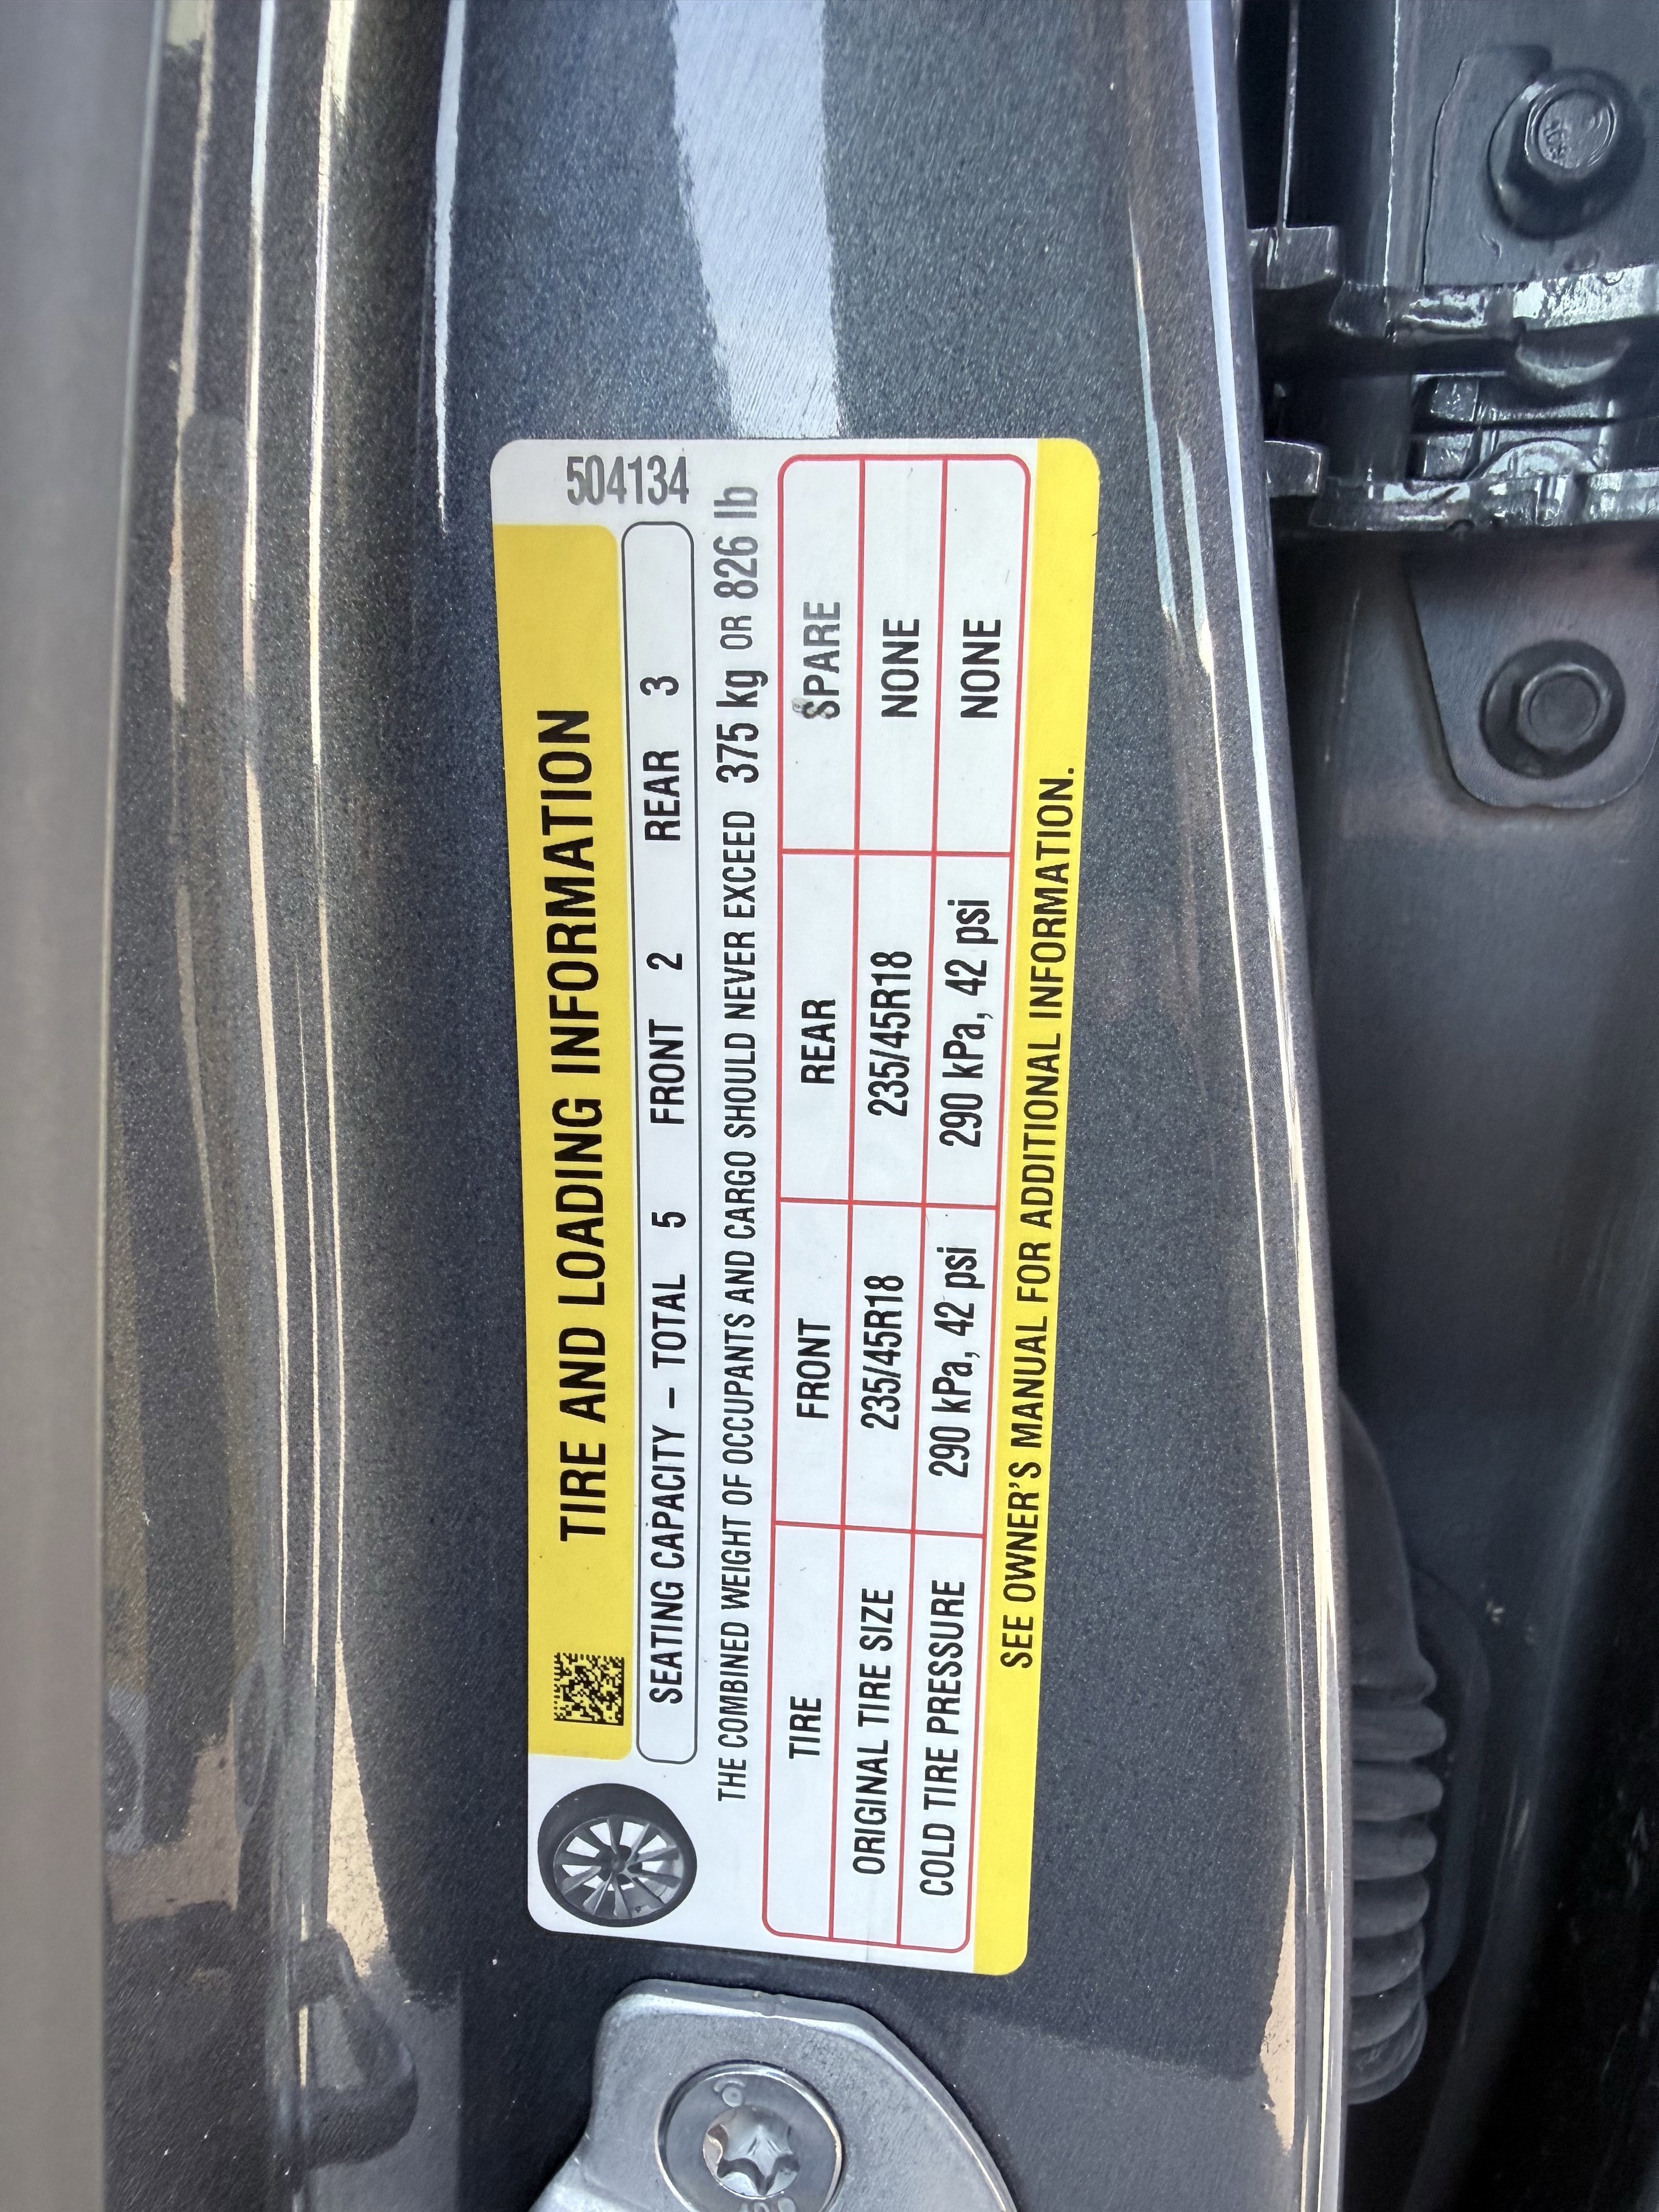 504134
TIRE AND LOADING INFORMATION
SEATING CAPACITY – TOTAL 5 FRONT 2 REAR 3
THE COMBINED WEIGHT OF OCCUPANTS AND CARGO SHOULD NEVER EXCEED 375 kg OR 826 lb
TIRE FRONT REAR SPARE
ORIGINAL TIRE SIZE 235/45R18 235/45R18 NONE
COLD TIRE PRESSURE 290 kPa, 42 psi 290 kPa, 42 psi NONE
SEE OWNER'S MANUAL FOR ADDITIONAL INFORMATION.